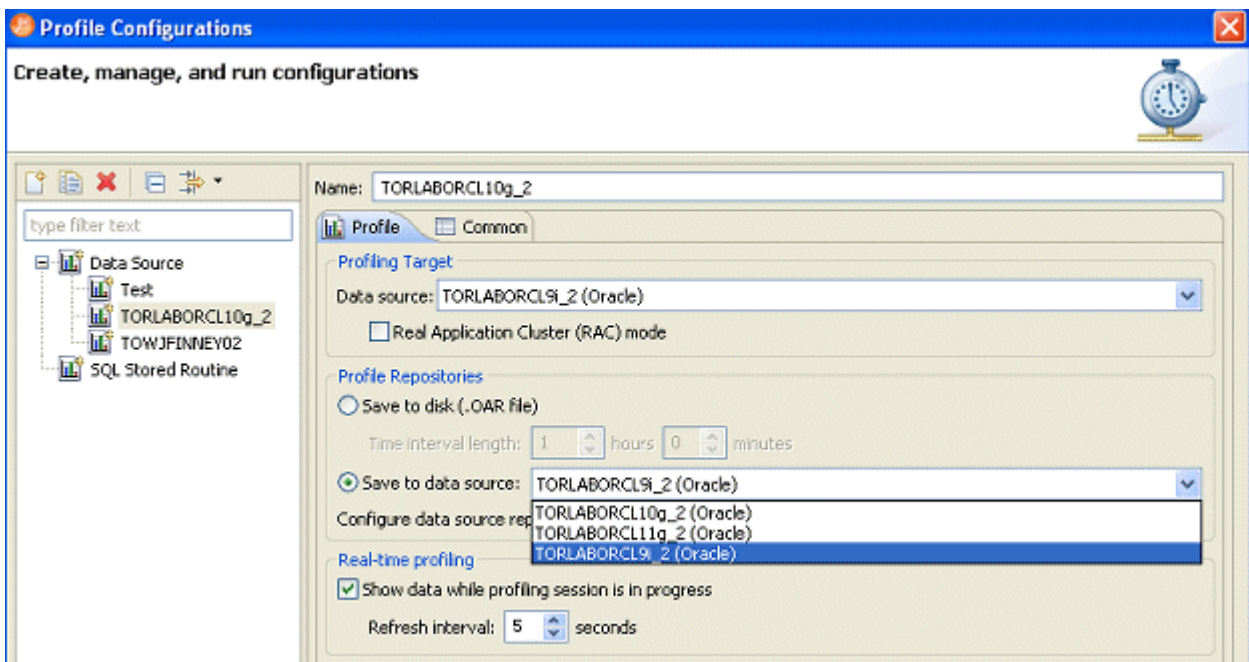 Profile Configurations
Create, manage, and run configurations
type filter text
Data Source
Test
TORLABORCL10g_2
TOWJFINNEY02
SQL Stored Routine
Name: TORLABORCL10g_2
Profile Common
Profiling Target
Data source: TORLABORCL9i_2 (Oracle)
Real Application Cluster (RAC) mode
Profile Repositories
Save to disk (.OAR file)
Time interval length: 1 hours 0 minutes
Save to data source: TORLABORCL9i_2 (Oracle)
TORLABORCL10g_2 (Oracle)
Configure data source rep
TORLABORCL11g_2 (Oracle)
TORLABORCL9i_2 (Oracle)
Real-time profiling
Show data while profiling session is in progress
Refresh interval: 5 seconds